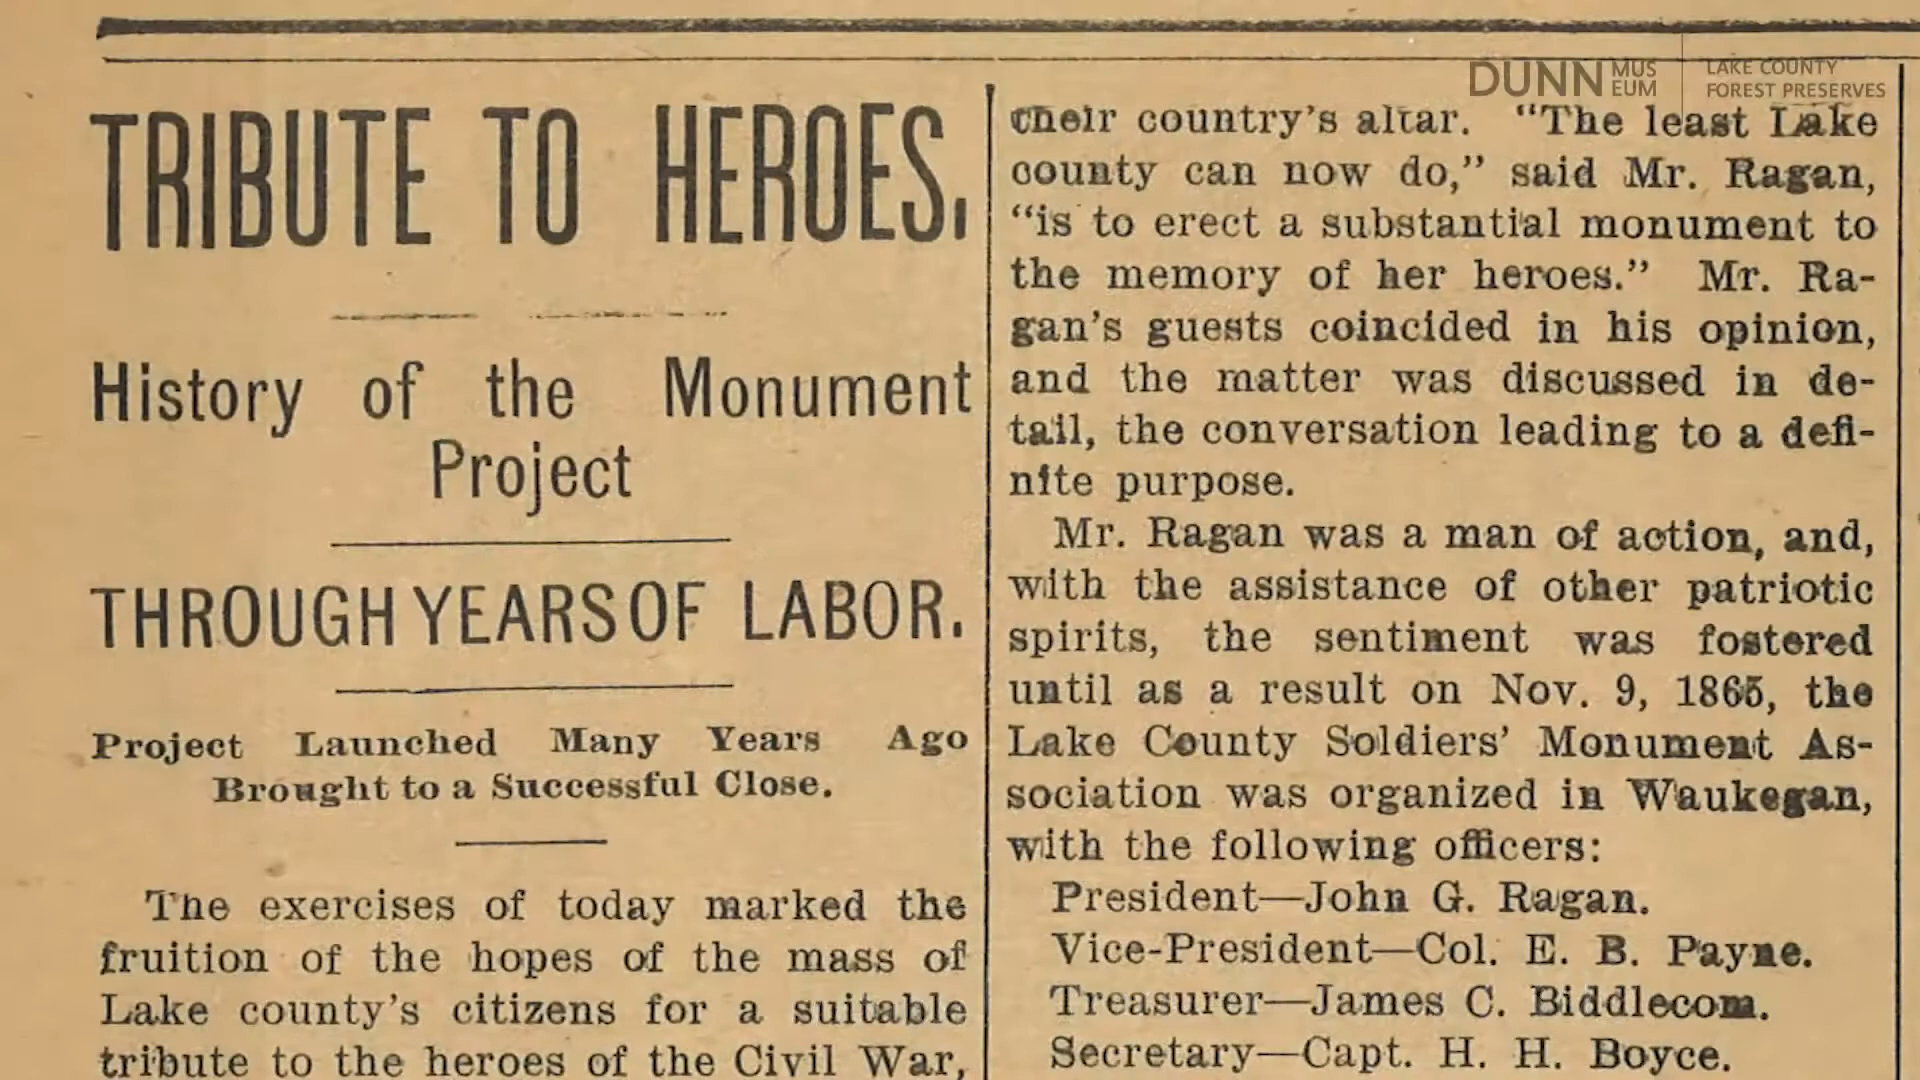 DUNN MUSEUM
LAKE COUNTY
FOREST PRESERVES
TRIBUTE TO HEROES.
History of the Monument
Project
THROUGH YEARS OF LABOR.
Project Launched Many Years Ago
Brought to a Successful Close.
The exercises of today marked the
fruition of the hopes of the mass of
Lake county's citizens for a suitable
tribute to the heroes of the Civil War,
their country's altar. "The least Lake
county can now do," said Mr. Ragan,
"is to erect a substantial monument to
the memory of her heroes." Mr. Ra-
gan's guests coincided in his opinion,
and the matter was discussed in de-
tail, the conversation leading to a defi-
nite purpose.
Mr. Ragan was a man of action, and,
with the assistance of other patriotic
spirits, the sentiment was fostered
until as a result on Nov. 9, 1865, the
Lake County Soldiers' Monument As-
sociation was organized in Waukegan,
with the following officers:
President—John G. Ragan.
Vice-President—Col. E. B. Payne.
Treasurer—James C. Biddlecom.
Secretary—Capt. H. H. Boyce.